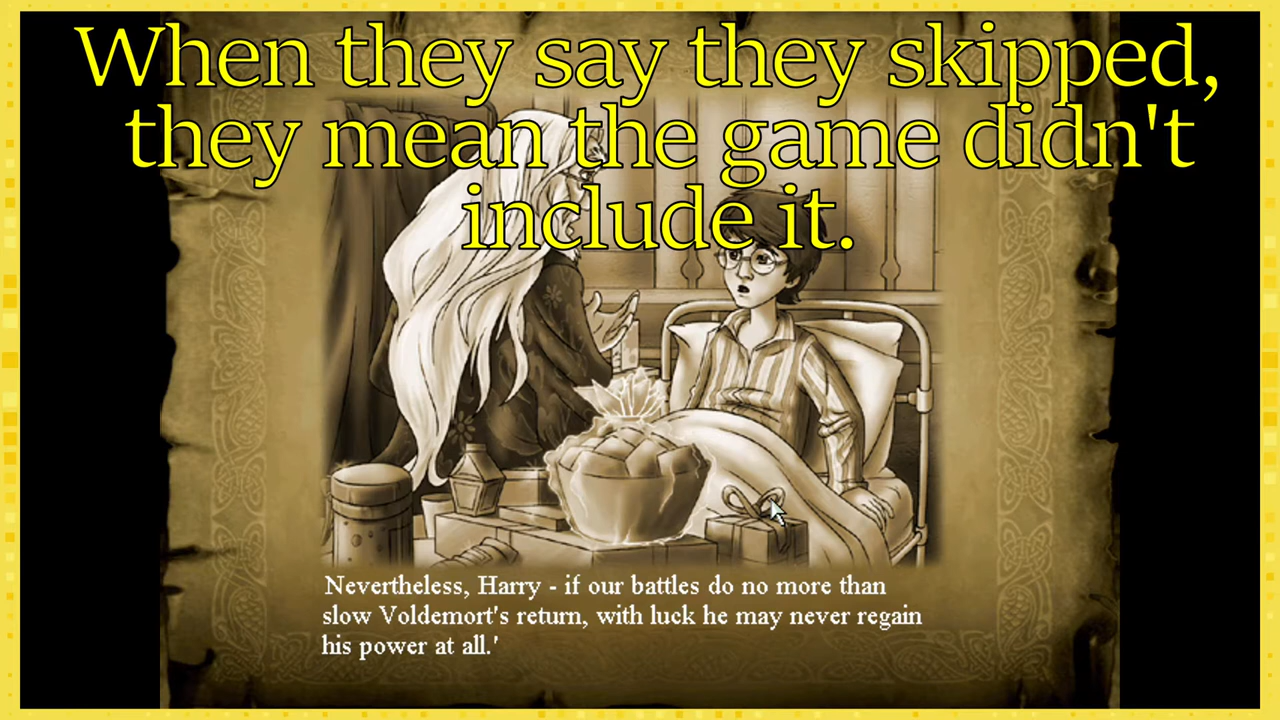 When they say they skipped,
they mean the game didn't
include it.
Nevertheless, Harry - if our battles do no more than
slow Voldemort's return, with luck he may never regain
his power at all.'